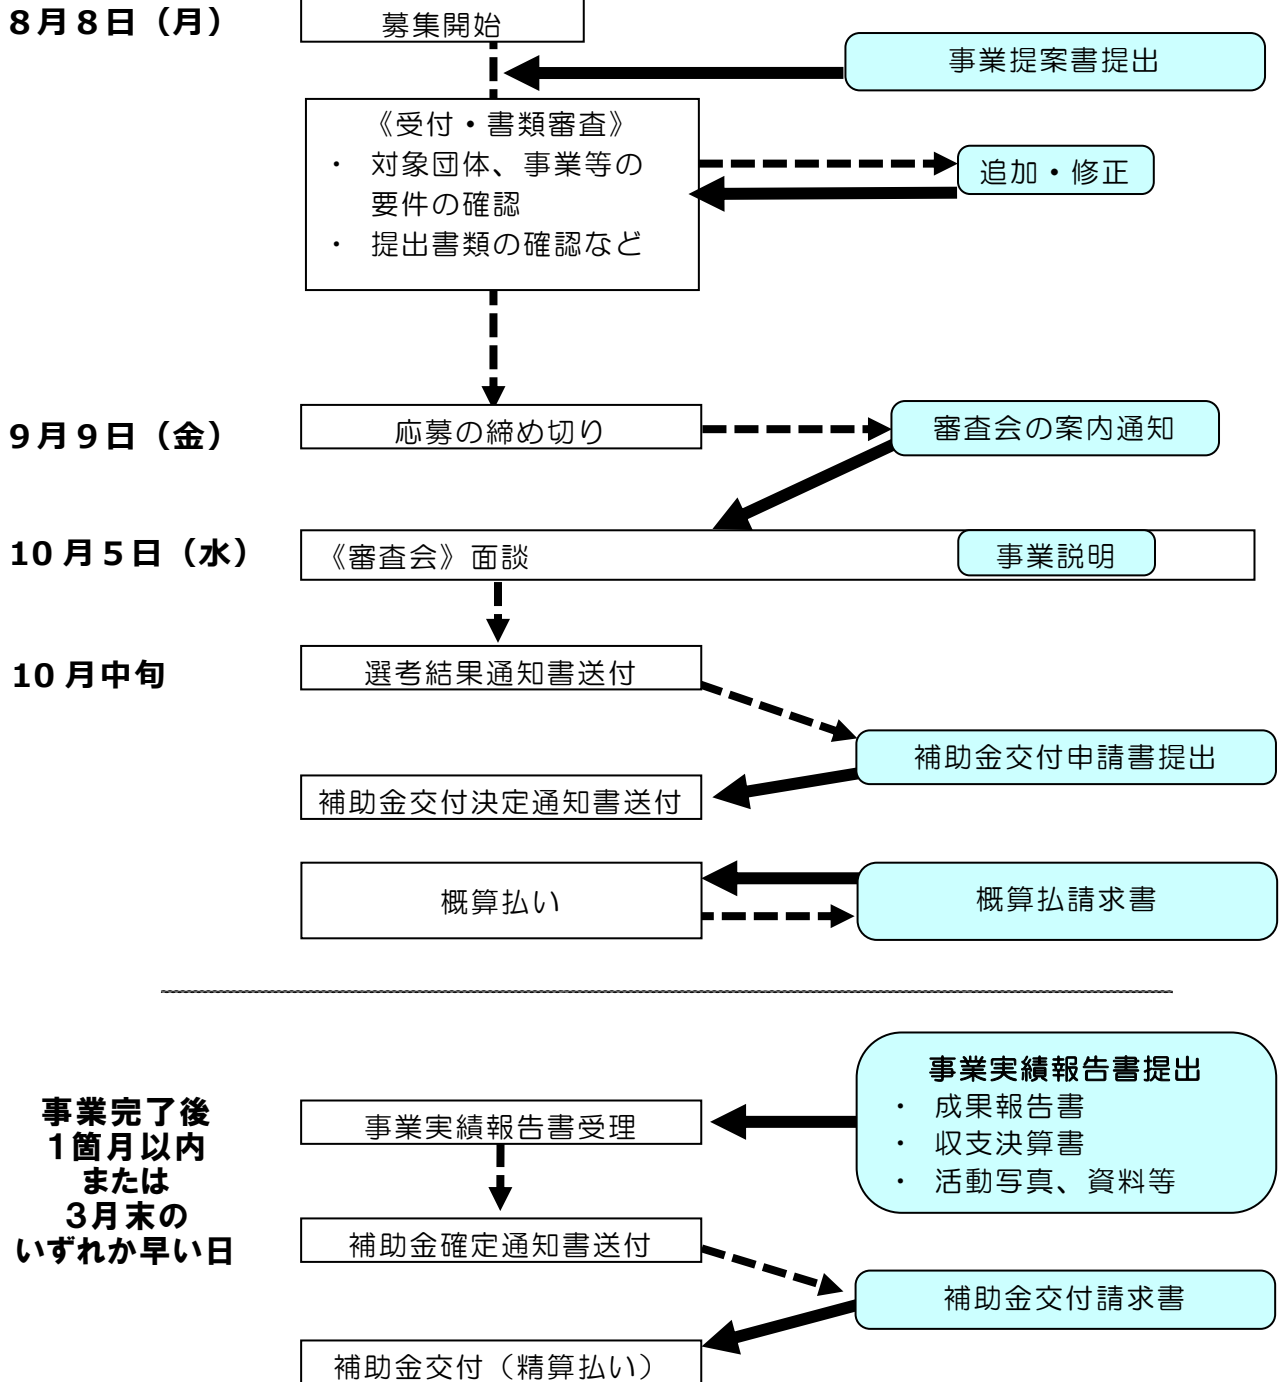 8月8日（月）
募集開始
事業提案書提出
《受付・書類審査》
・ 対象団体、事業等の
要件の確認
・ 提出書類の確認など
追加・修正
9月9日（金）
応募の締め切り
審査会の案内通知
10月5日（水）
《審査会》面談
事業説明
10月中旬
選考結果通知書送付
補助金交付申請書提出
補助金交付決定通知書送付
概算払い
概算払請求書
事業完了後
1箇月以内
または
3月末の
いずれか早い日
事業実績報告書提出
・ 成果報告書
・ 収支決算書
・ 活動写真、資料等
事業実績報告書受理
補助金確定通知書送付
補助金交付請求書
補助金交付（精算払い）